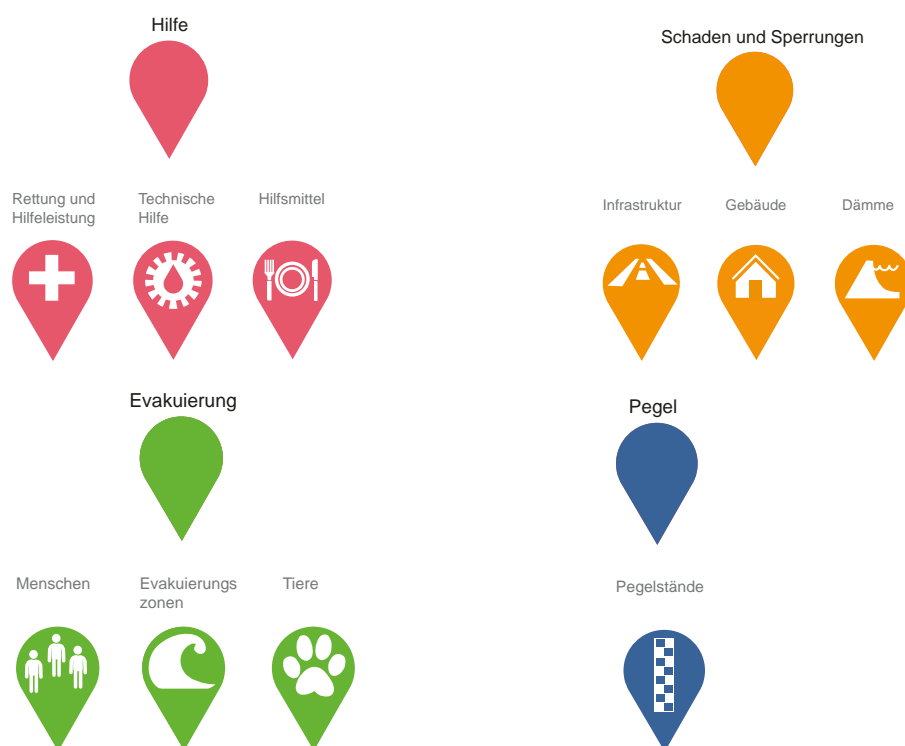 Hilfe
Schaden und Sperrungen
Rettung und
Hilfeleistung
Technische
Hilfe
Hilfsmittel
Infrastruktur
Gebäude
Dämme
Evakuierung
Pegel
Menschen
Evakuierungs
zonen
Tiere
Pegelstände